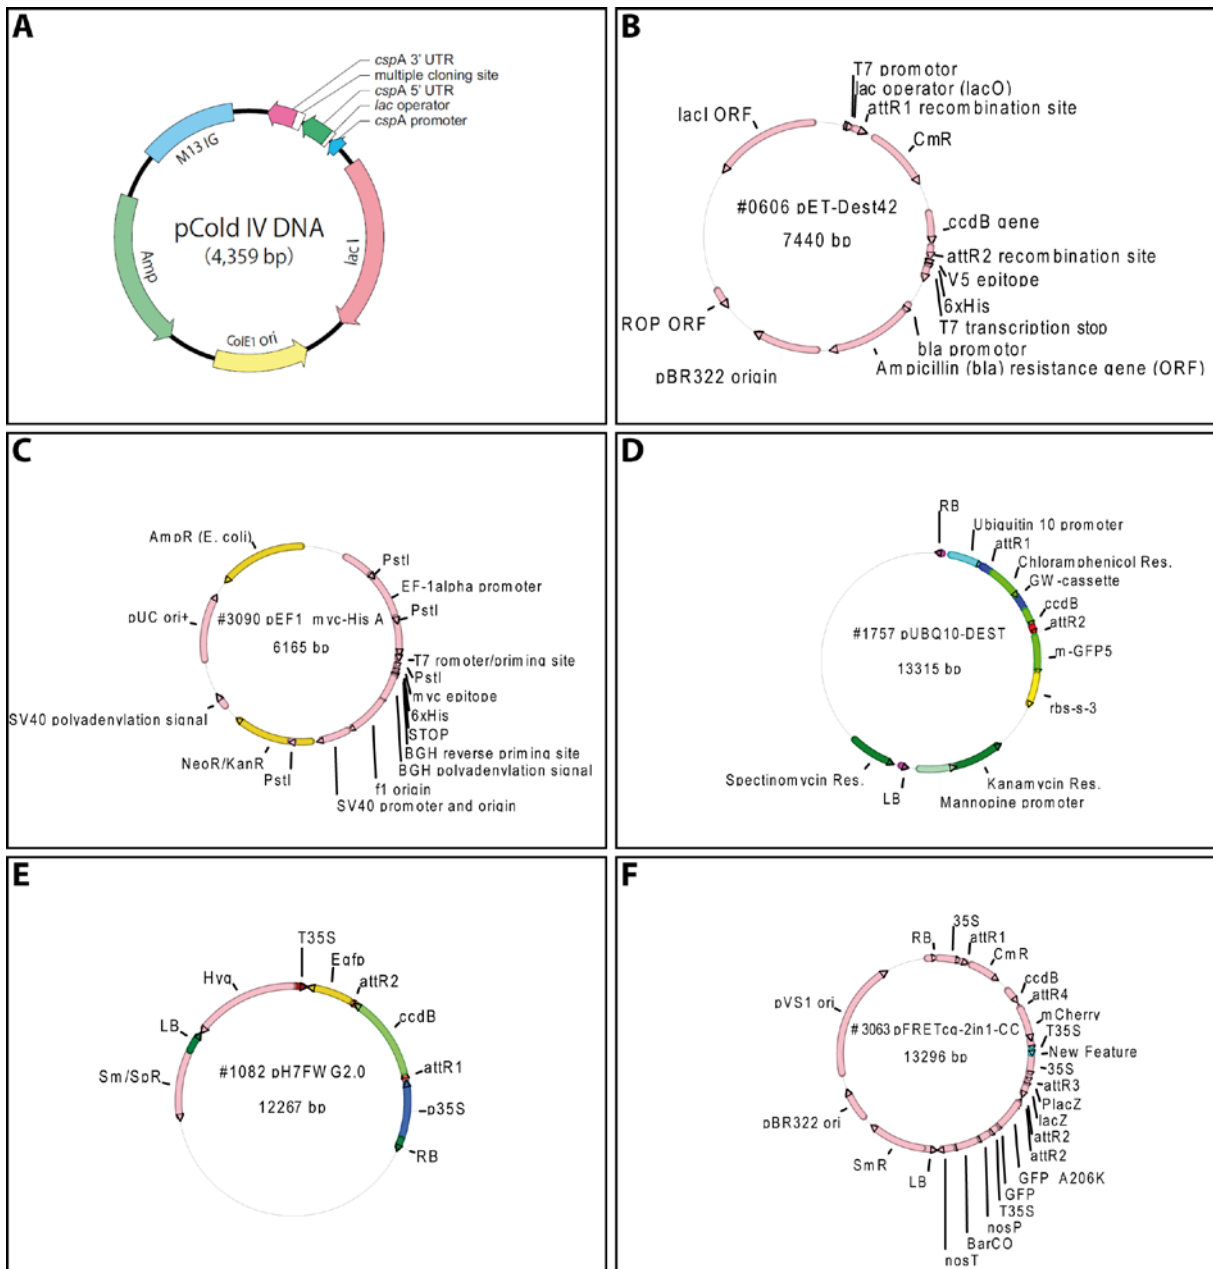 A
cspA 3' UTR
multiple cloning site
cspA 5' UTR
lac operator
cspA promoter
M13 IG
Amp
pCold IV DNA
(4,359 bp)
lac I
ColE1 ori
B
T7 promotor
lac operator (lacO)
attR1 recombination site
lacI ORF
CmR
#0606 pET-Dest42
7440 bp
ccdB gene
attR2 recombination site
V5 epitope
6xHis
T7 transcription stop
ROP ORF
bla promotor
Ampicillin (bla) resistance gene (ORF)
pBR322 origin
C
AmpR (E. coli)
PstI
EF-1alpha promoter
PstI
pUC ori+
#3090 pEF1 myc-His A
6165 bp
T7 romoter/priming site
PstI
myc epitope
6xHis
STOP
BGH reverse priming site
BGH polyadenylation signal
SV40 polyadenylation signal
NeoR/KanR
PstI
f1 origin
SV40 promoter and origin
D
RB
Ubiquitin 10 promoter
attR1
Chloramphenicol Res.
GW-cassette
ccdB
attR2
#1757 pUBQ10-DEST
13315 bp
m-GFP5
rbs-s-3
Spectinomycin Res.
LB
Kanamycin Res.
Mannopine promoter
E
T35S
Egfp
attR2
Hyg
ccdB
LB
Sm/SpR
#1082 pH7FWG2.0
12267 bp
attR1
p35S
RB
F
35S
RB
attR1
CmR
pVS1 ori
ccdB
attR4
mCherry
T35S
#3063 pFRETcg-2in1-CC
13296 bp
New Feature
35S
attR3
PlacZ
lacZ
attR2
attR2
pBR322 ori
SmR
LB
GFP A206K
GFP
T35S
nosP
BarCO
nosT